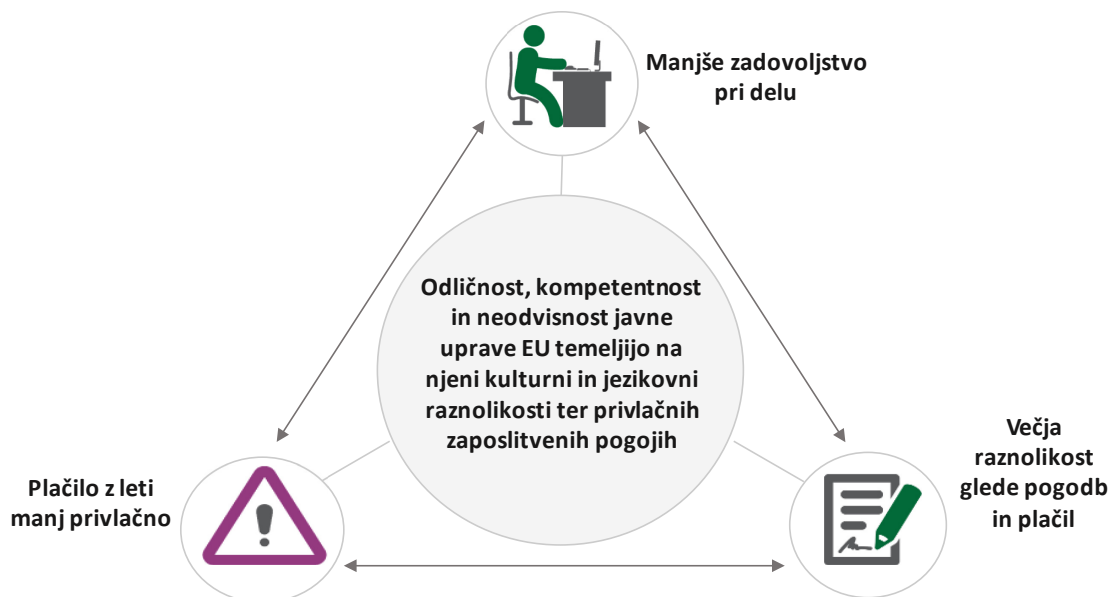 Manjše zadovoljstvo
pri delu
Odličnost, kompetentnost
in neodvisnost javne
uprave EU temeljijo na
njeni kulturni in jezikovni
raznolikosti ter privlačnih
zaposlitvenih pogojih
Plačilo z leti
manj privlačno
Večja
raznolikost
glede pogodb
in plačil